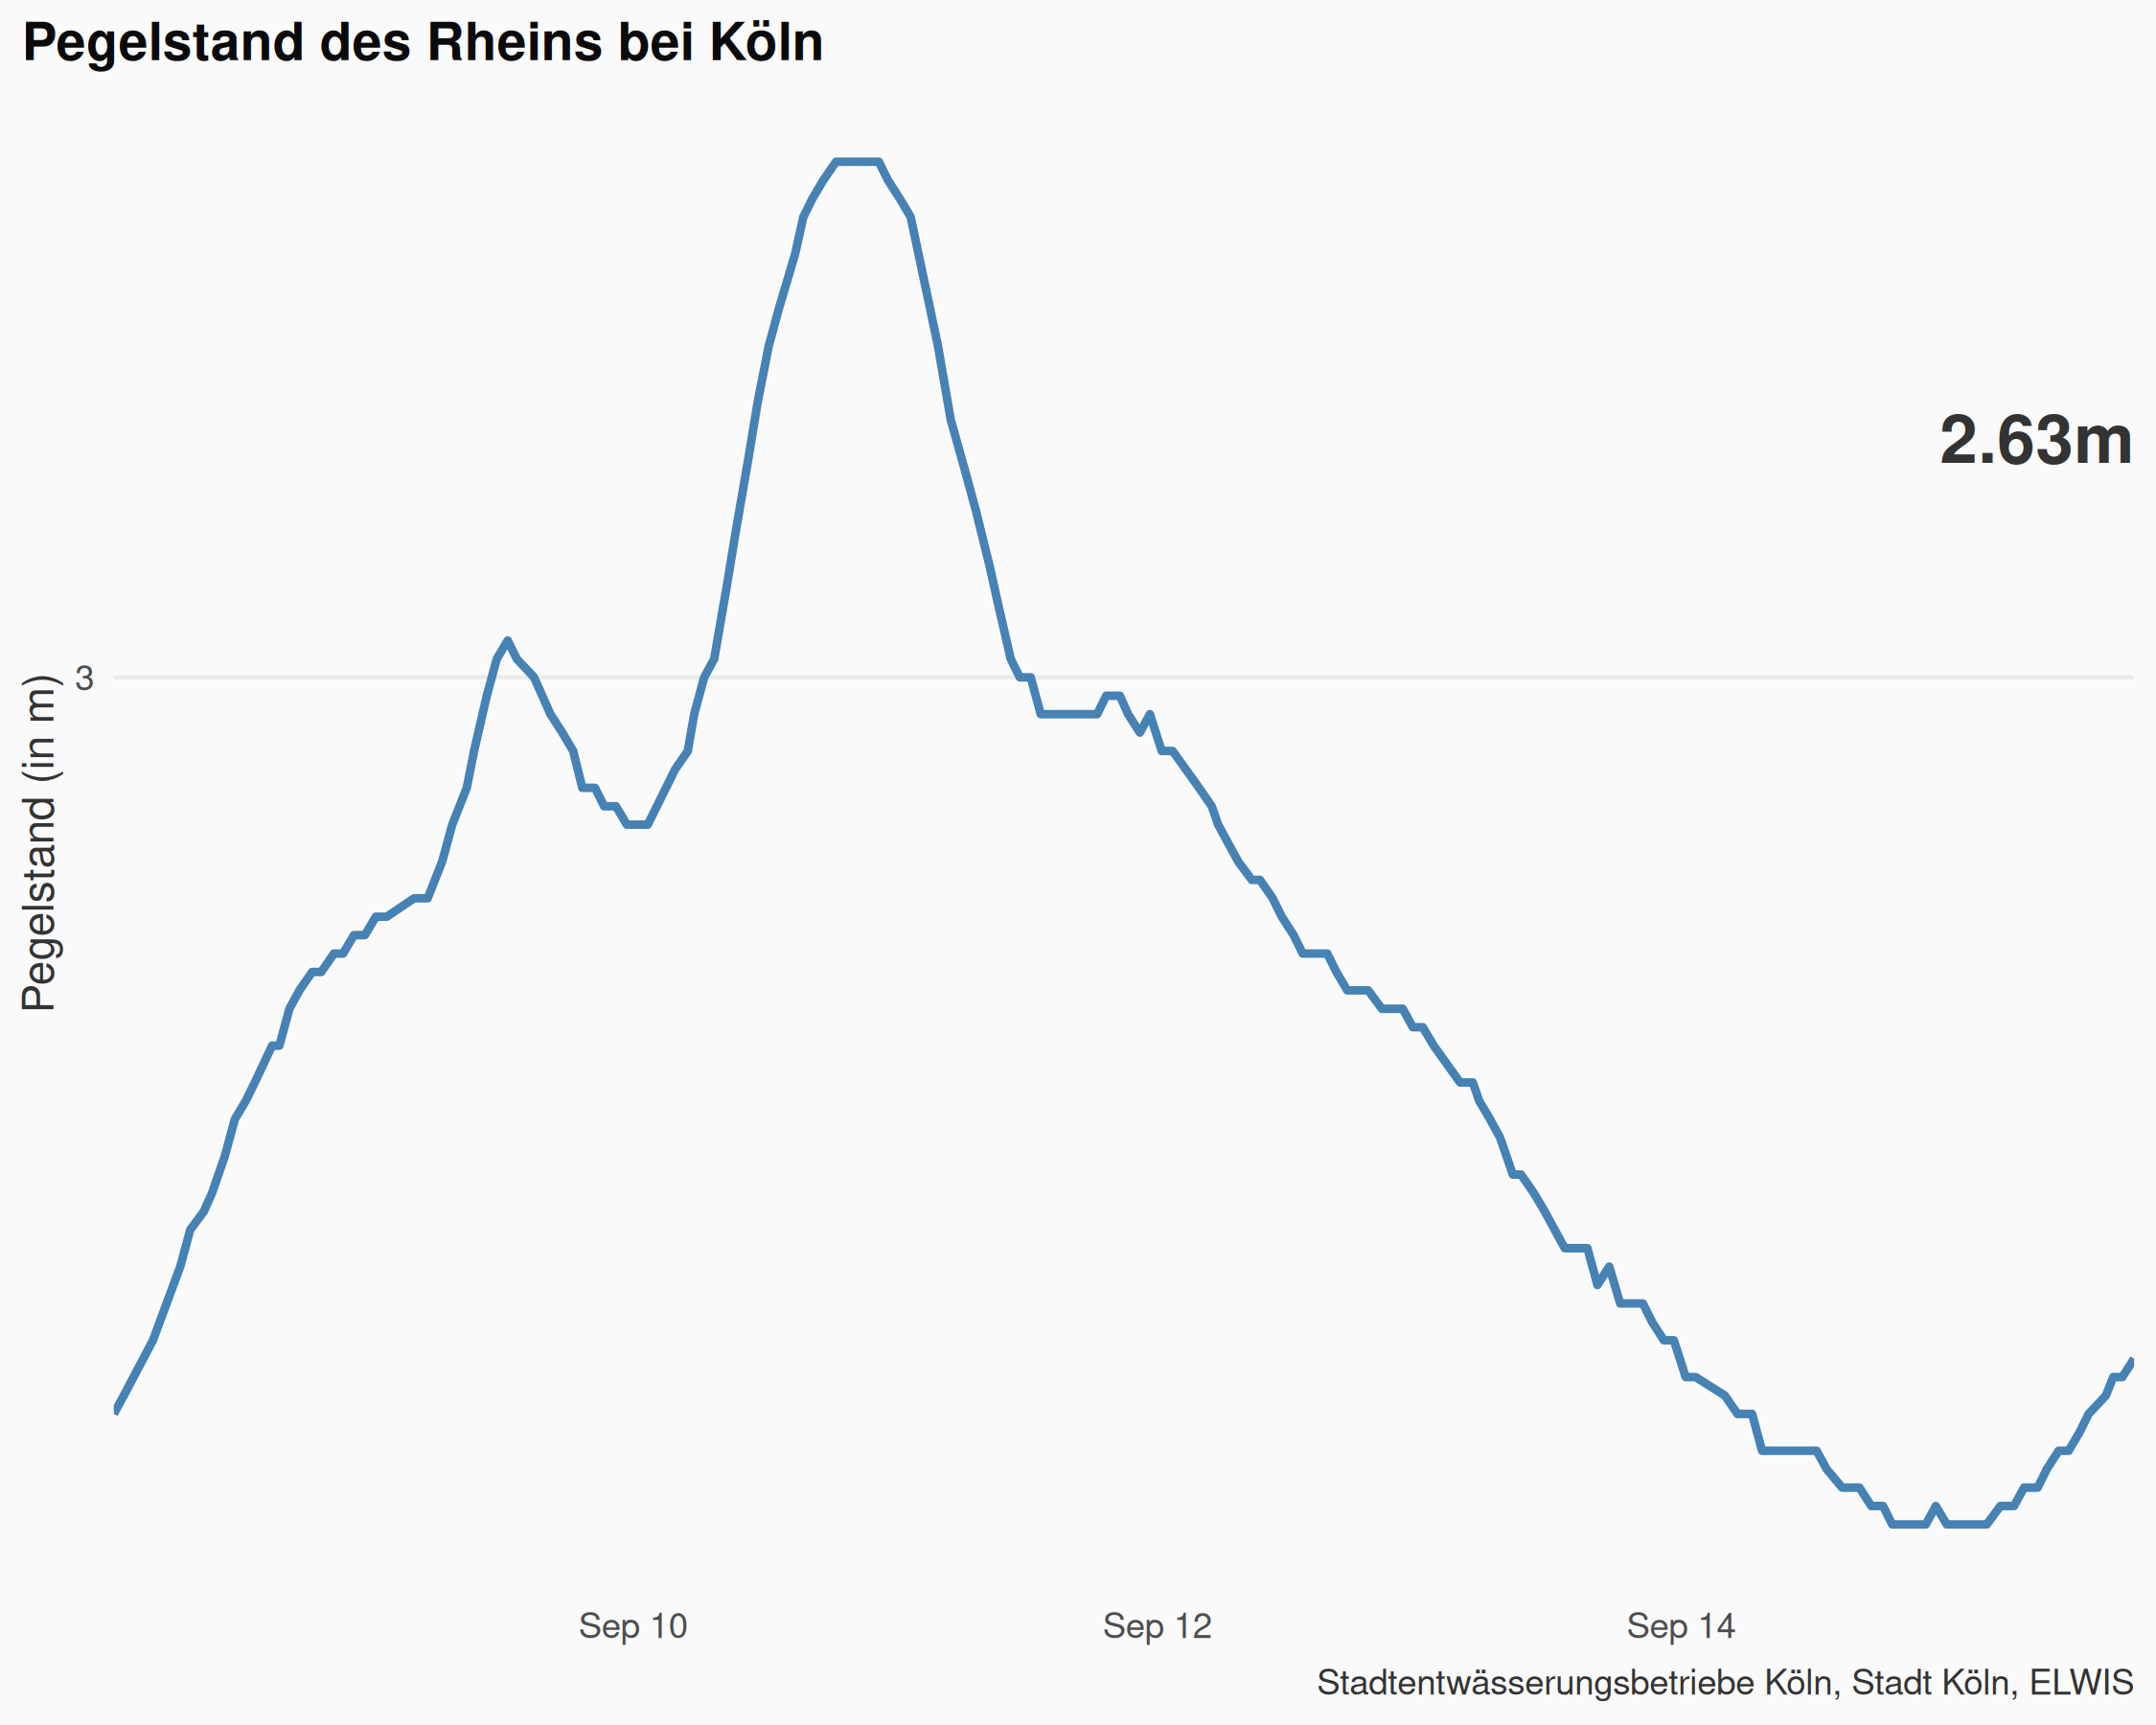 Pegelstand des Rheins bei Köln
2.63m
3
Pegelstand (in m)
Sep 10
Sep 12
Sep 14
Stadtentwässerungsbetriebe Köln, Stadt Köln, ELWIS